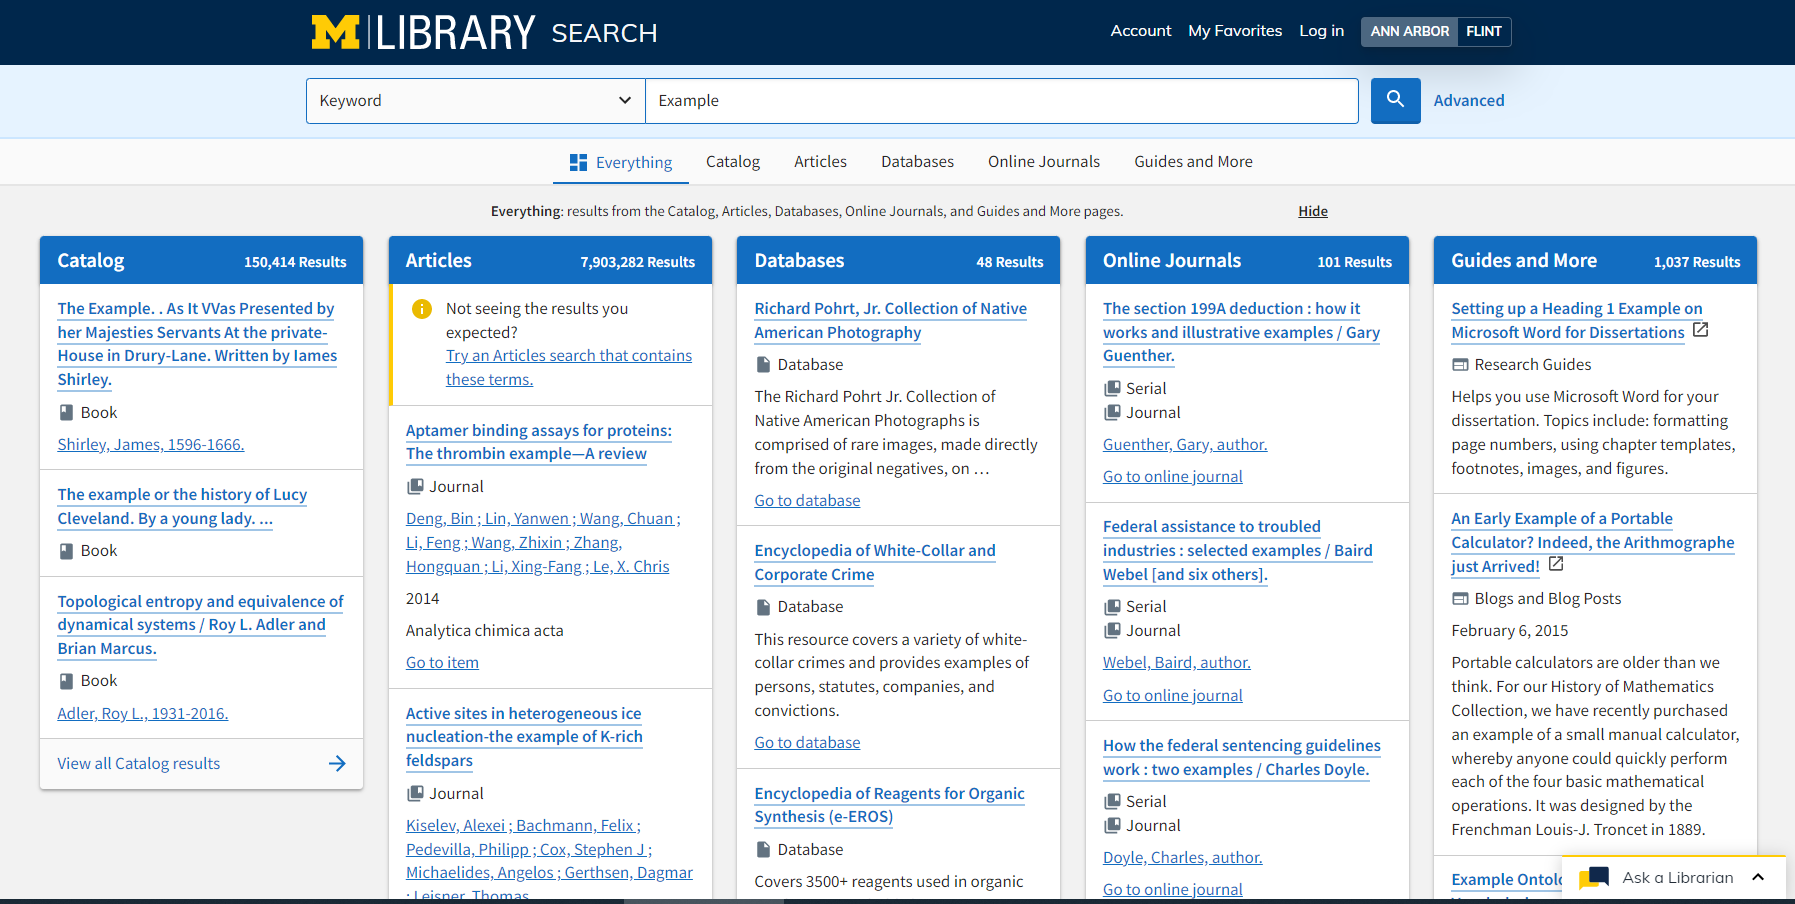 M LIBRARY SEARCH
Account My Favorites Log in ANN ARBOR FLINT
Keyword Example Advanced
Everything Catalog Articles Databases Online Journals Guides and More
Everything: results from the Catalog, Articles, Databases, Online Journals, and Guides and More pages. Hide
Catalog 150,414 Results
The Example. . As It VVas Presented by
her Majesties Servants At the private-
House in Drury-Lane. Written by Iames
Shirley.
Book
Shirley, James, 1596-1666.
The example or the history of Lucy
Cleveland. By a young lady. ...
Book
Topological entropy and equivalence of
dynamical systems / Roy L. Adler and
Brian Marcus.
Book
Adler, Roy L., 1931-2016.
View all Catalog results
Articles 7,903,282 Results
Not seeing the results you
expected?
Try an Articles search that contains
these terms.
Aptamer binding assays for proteins:
The thrombin example—A review
Journal
Deng, Bin ; Lin, Yanwen ; Wang, Chuan ;
Li, Feng ; Wang, Zhixin ; Zhang,
Hongquan ; Li, Xing-Fang ; Le, X. Chris
2014
Analytica chimica acta
Go to item
Active sites in heterogeneous ice
nucleation-the example of K-rich
feldspars
Journal
Kiselev, Alexei ; Bachmann, Felix ;
Pedevilla, Philipp ; Cox, Stephen J ;
Michaelides, Angelos ; Gerthsen, Dagmar
; Leisner, Thomas
Databases 48 Results
Richard Pohrt, Jr. Collection of Native
American Photography
Database
The Richard Pohrt Jr. Collection of
Native American Photographs is
comprised of rare images, made directly
from the original negatives, on …
Go to database
Encyclopedia of White-Collar and
Corporate Crime
Database
This resource covers a variety of white-
collar crimes and provides examples of
persons, statutes, companies, and
convictions.
Go to database
Encyclopedia of Reagents for Organic
Synthesis (e-EROS)
Database
Covers 3500+ reagents used in organic
Online Journals 101 Results
The section 199A deduction : how it
works and illustrative examples / Gary
Guenther.
Serial
Journal
Guenther, Gary, author.
Go to online journal
Federal assistance to troubled
industries : selected examples / Baird
Webel [and six others].
Serial
Journal
Webel, Baird, author.
Go to online journal
How the federal sentencing guidelines
work : two examples / Charles Doyle.
Serial
Journal
Doyle, Charles, author.
Go to online journal
Guides and More 1,037 Results
Setting up a Heading 1 Example on
Microsoft Word for Dissertations
Research Guides
Helps you use Microsoft Word for your
dissertation. Topics include: formatting
page numbers, using chapter templates,
footnotes, images, and figures.
An Early Example of a Portable
Calculator? Indeed, the Arithmographe
just Arrived!
Blogs and Blog Posts
February 6, 2015
Portable calculators are older than we
think. For our History of Mathematics
Collection, we have recently purchased
an example of a small manual calculator,
whereby anyone could quickly perform
each of the four basic mathematical
operations. It was designed by the
Frenchman Louis-J. Troncet in 1889.
Example
Ask a Librarian